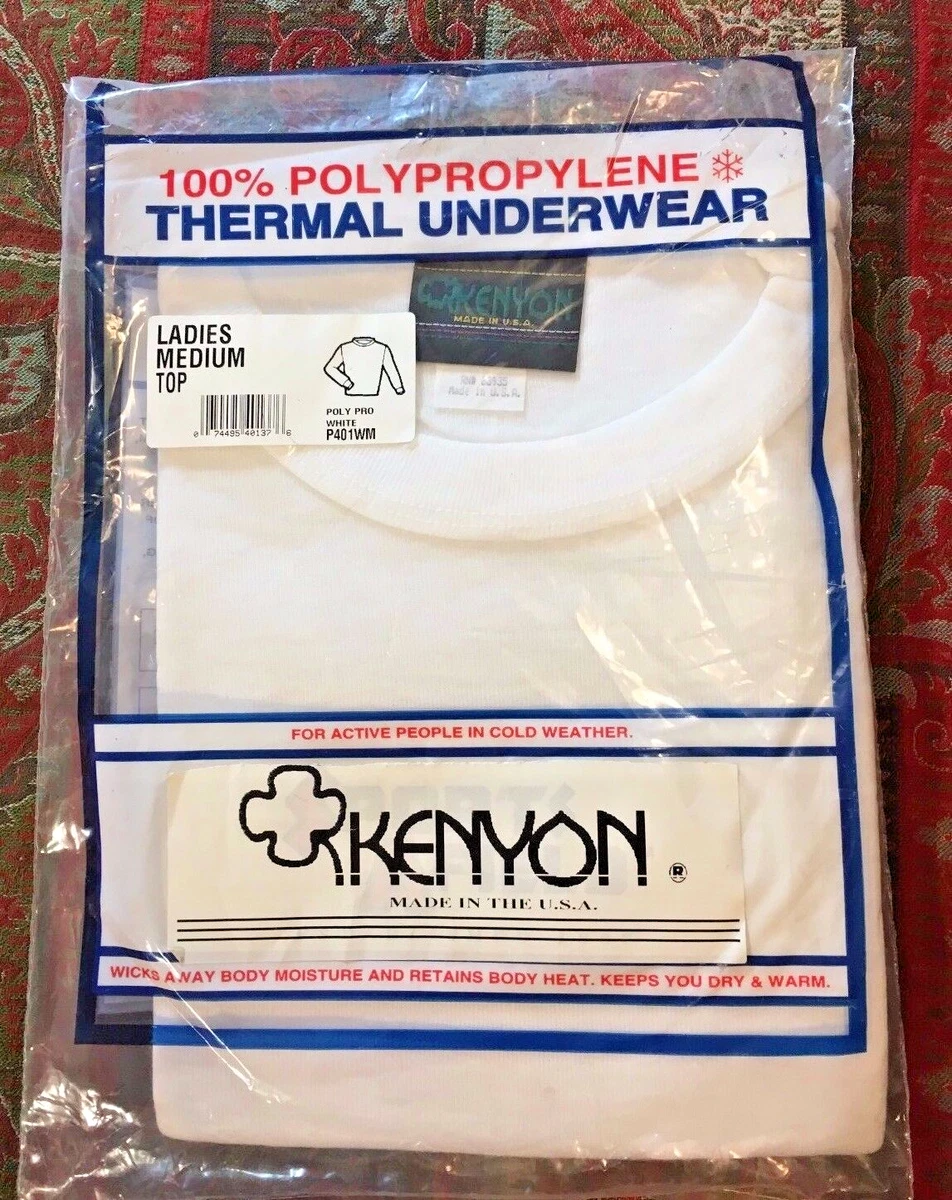 100% POLYPROPYLENE
THERMAL UNDERWEAR
KENYON
MADE IN U.S.A.
Made in U.S.A.
LADIES
MEDIUM
TOP
0 74495 40137 6
POLY PRO
WHITE
P401WM
FOR ACTIVE PEOPLE IN COLD WEATHER.
KENYON ®
MADE IN THE U.S.A.
WICKS AWAY BODY MOISTURE AND RETAINS BODY HEAT. KEEPS YOU DRY & WARM.